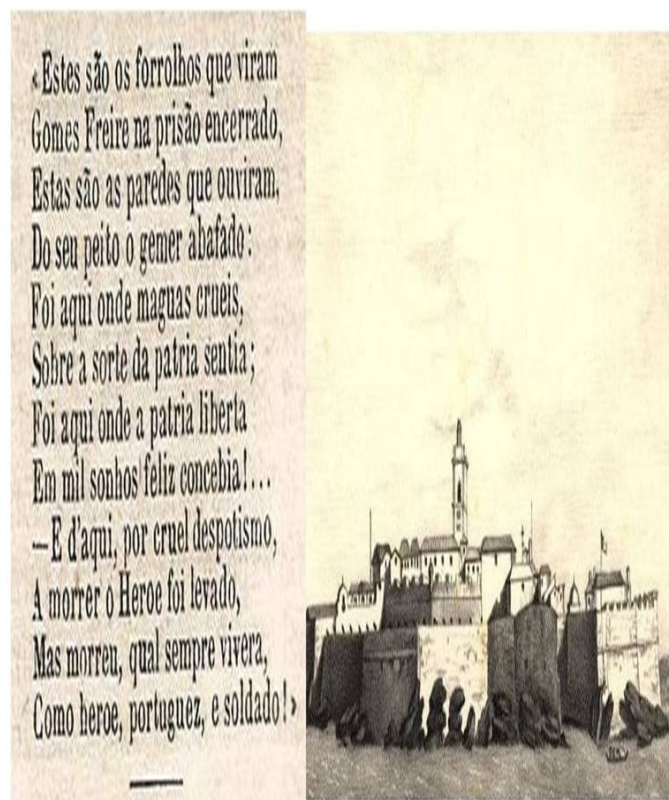 «Estes são os forrolhos que viram
Gomes Freire na prisão encerrado,
Estas são as paredes que ouviram,
Do seu peito o gemer abafado:
Foi aqui onde maguas crueis,
Sobre a sorte da patria sentia;
Foi aqui onde a patria liberta
Em mil sonhos feliz concebia!...
—E d'aqui, por cruel despotismo,
A morrer o Heroe foi levado,
Mas morreu, qual sempre vivera,
Como heroe, portuguez, e soldado!»